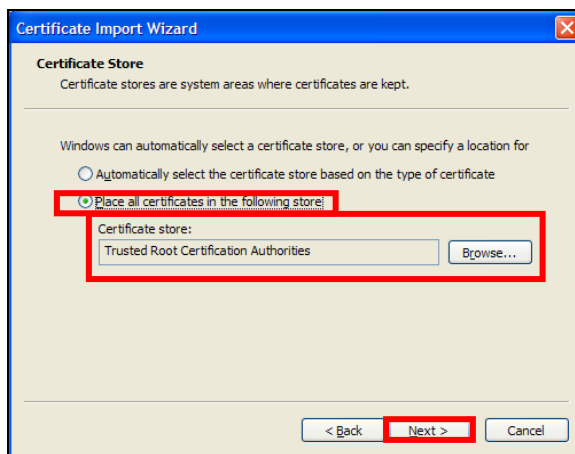 Certificate Import Wizard
Certificate Store
Certificate stores are system areas where certificates are kept.
Windows can automatically select a certificate store, or you can specify a location for
Automatically select the certificate store based on the type of certificate
Place all certificates in the following store
Certificate store:
Trusted Root Certification Authorities
Browse...
< Back
Next >
Cancel